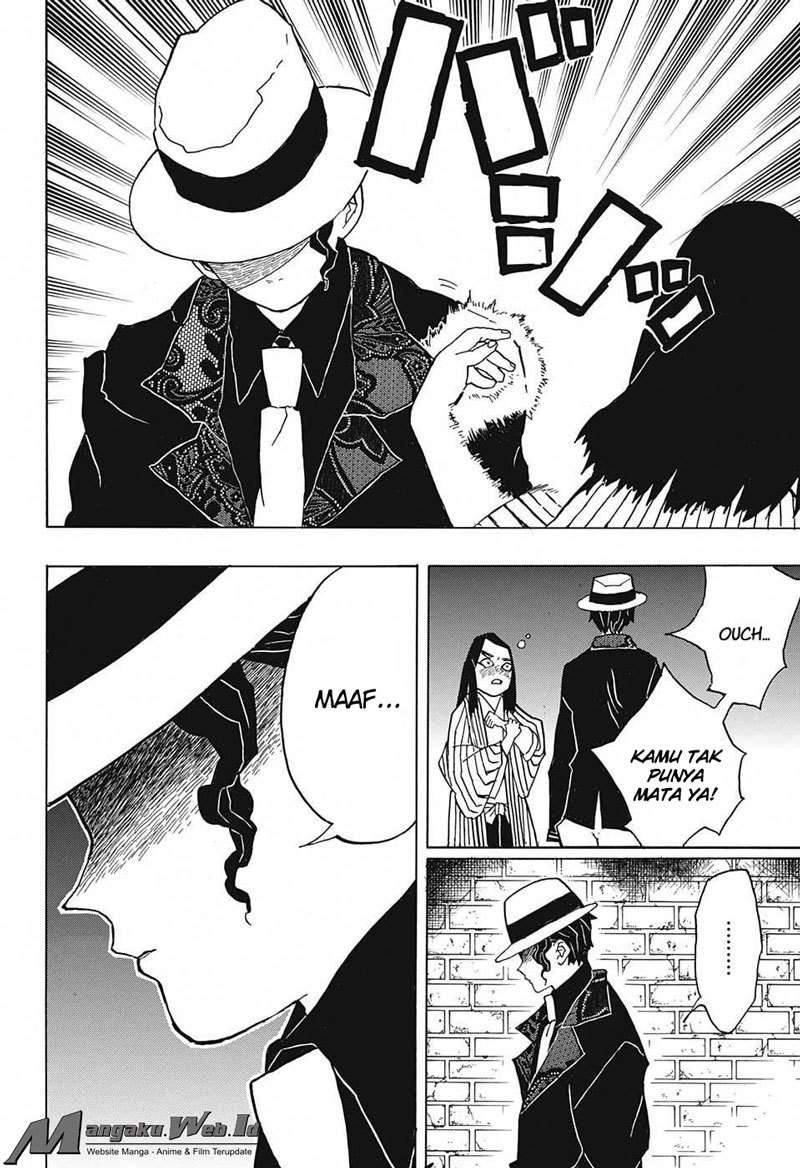 OUCH...
KAMU TAK
PUNYA
MATA YA!
.........
MAAF...
Mangaku.Web.Id
Website Manga - Anime & Film Terupdate